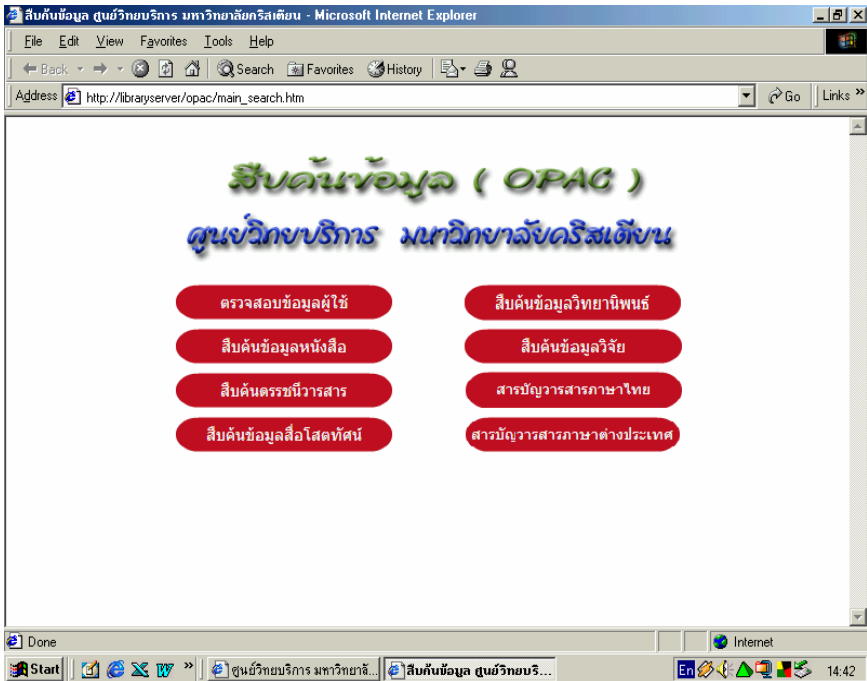 สืบค้นข้อมูล ศูนย์วิทยบริการ มหาวิทยาลัยคริสเตียน - Microsoft Internet Explorer
File Edit View Favorites Tools Help
Back Search Favorites History
Address http://libraryserver/opac/main_search.htm Go Links »
สืบค้นข้อมูล ( OPAC )
ศูนย์วิทยบริการ มหาวิทยาลัยคริสเตียน
ตรวจสอบข้อมูลผู้ใช้ สืบค้นข้อมูลวิทยานิพนธ์
สืบค้นข้อมูลหนังสือ สืบค้นข้อมูลวิจัย
สืบค้นดรรชนีวารสาร สารบัญวารสารภาษาไทย
สืบค้นข้อมูลสื่อโสตทัศน์ สารบัญวารสารภาษาต่างประเทศ
Done Internet
Start » ศูนย์วิทยบริการ มหาวิทยาลั... สืบค้นข้อมูล ศูนย์วิทยบริ... En 14:42